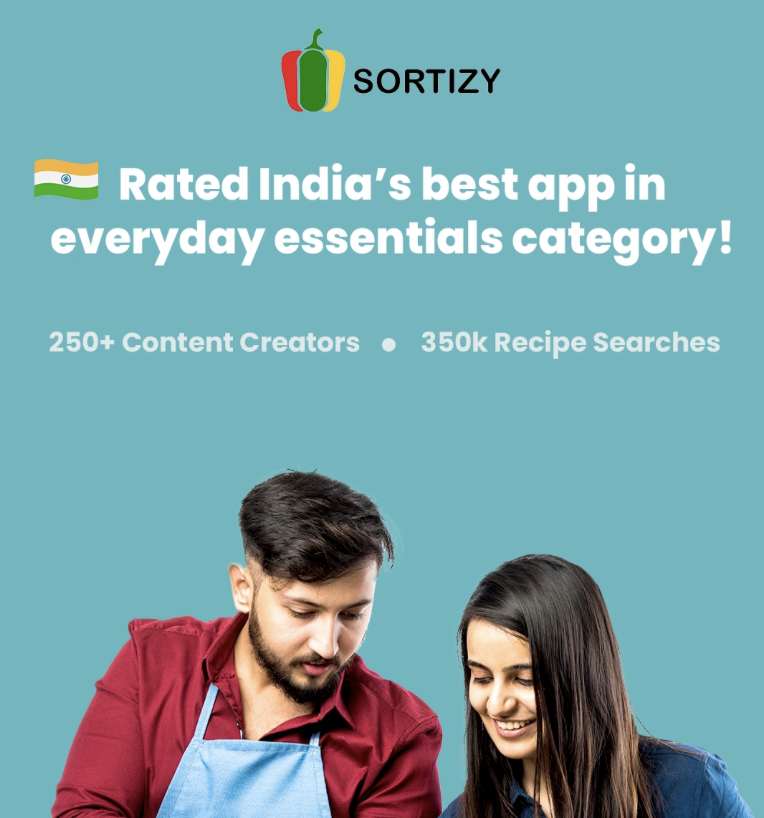 SORTIZY
Rated India’s best app in
everyday essentials category!
250+ Content Creators ● 350k Recipe Searches